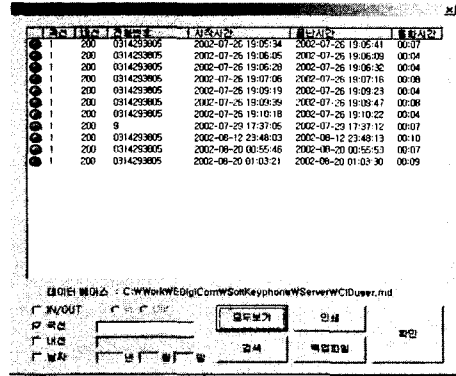 국선 내선 전화번호 시작시간 끝난시간 통화시간
1 200 0314293805 2002-07-26 19:05:34 2002-07-26 19:05:41 00:07
1 200 0314293805 2002-07-26 19:06:05 2002-07-26 19:06:09 00:04
1 200 0314293805 2002-07-26 19:06:28 2002-07-26 19:06:32 00:04
1 200 0314293805 2002-07-26 19:07:08 2002-07-26 19:07:16 00:08
1 200 0314293805 2002-07-26 19:09:19 2002-07-26 19:09:23 00:04
1 200 0314293805 2002-07-26 19:09:39 2002-07-26 19:09:47 00:08
1 200 0314293805 2002-07-26 19:10:18 2002-07-26 19:10:22 00:04
1 200 9 2002-07-29 17:37:05 2002-07-29 17:37:12 00:07
1 200 0314293805 2002-08-12 23:48:03 2002-08-12 23:48:13 00:10
1 200 0314293805 2002-08-20 00:55:46 2002-08-20 00:55:53 00:07
1 200 0314293805 2002-08-20 01:03:21 2002-08-20 01:03:30 00:09
데이터 베이스 : C:₩Work₩EDigiCom₩SoftKeyphone₩Server₩CIDuser.md
IN/OUT
국선
내선
날자 년 월 일
모두보기 인쇄
검색 백업화일
확인